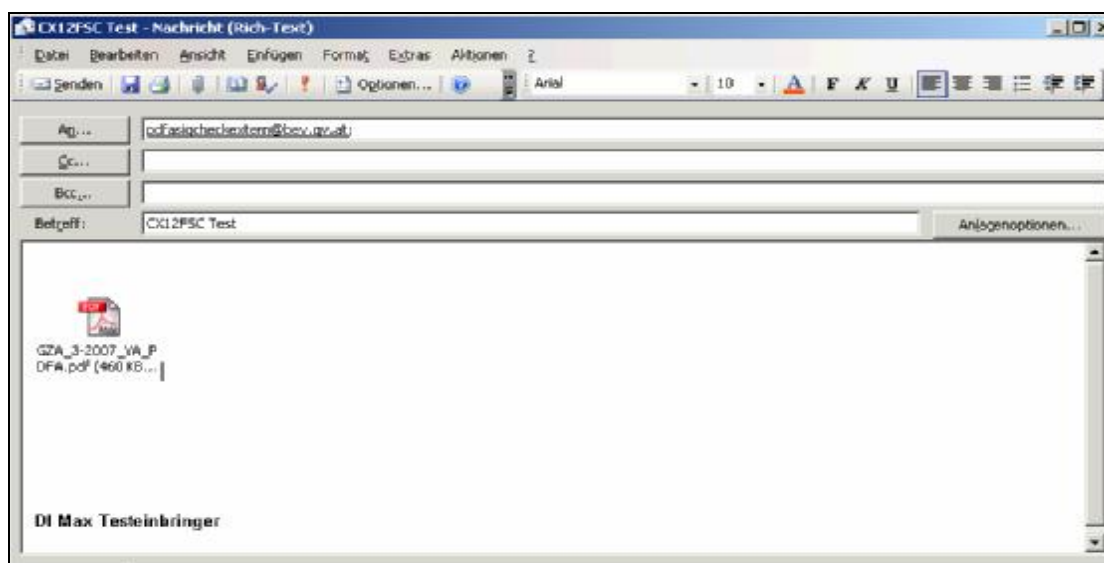 CX12FSC Test - Nachricht (Rich-Text)
Datei Bearbeiten Ansicht Einfügen Format Extras Aktionen ?
Senden Optionen... Arial 10 A F K U
An... pdfasigcheckextern@bev.gv.at;
Cc...
Bcc...
Betreff: CX12FSC Test Anlagenoptionen...
PDF
GZA_3-2007_VA_P
DFA.pdf (460 KB...
DI Max Testeinbringer